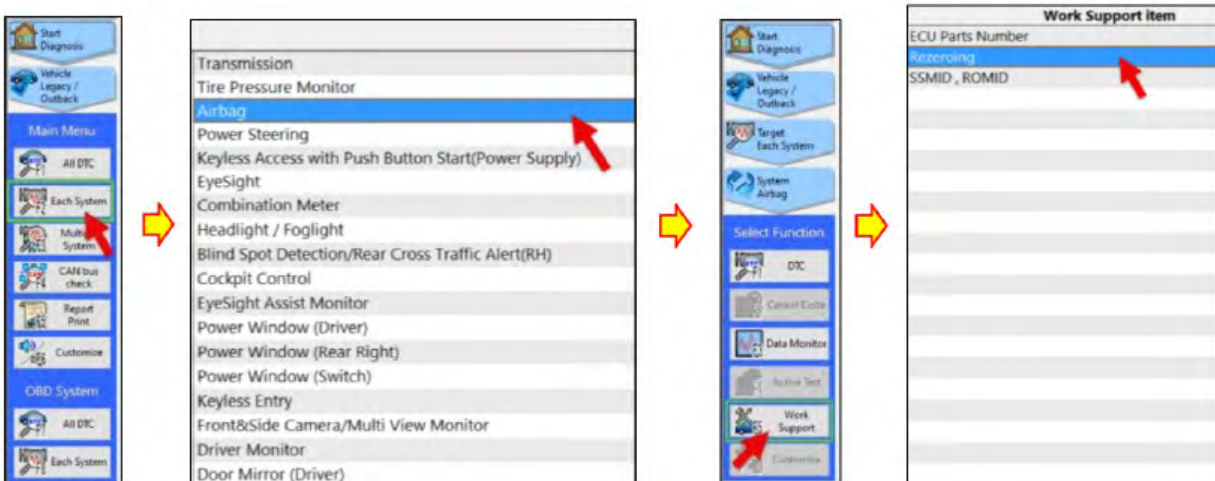 Start
Diagnosis
Vehicle
Legacy /
Outback
Main Menu
All DTC
Each System
System
CAN bus
check
Report
Print
Customize
OBD System
All DTC
Each System
Transmission
Tire Pressure Monitor
Airbag
Power Steering
Keyless Access with Push Button Start(Power Supply)
EyeSight
Combination Meter
Headlight / Foglight
Blind Spot Detection/Rear Cross Traffic Alert(RH)
Cockpit Control
EyeSight Assist Monitor
Power Window (Driver)
Power Window (Rear Right)
Power Window (Switch)
Keyless Entry
Front&Side Camera/Multi View Monitor
Driver Monitor
Door Mirror (Driver)
Start
Diagnosis
Vehicle
Legacy /
Outback
Target
Each System
System
Airbag
Select Function
DTC
Cancel Code
Data Monitor
Active Test
Work
Support
Customize
Work Support item
ECU Parts Number
Rezeroing
SSMID , ROMID